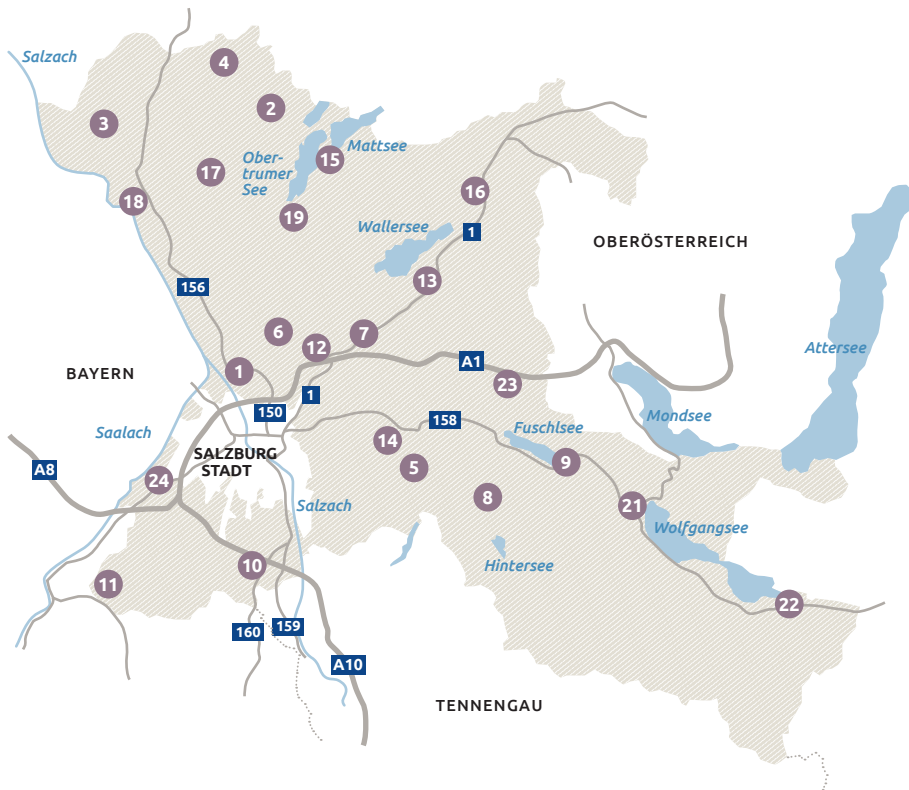 Salzach
4
2
3
Mattsee
15
Ober-
trumer
See
17
16
18
19
Wallersee
1
OBERÖSTERREICH
13
156
6
7
12
Attersee
A1
BAYERN
1
23
1
150
Mondsee
158
Fuschlsee
Saalach
14
SALZBURG
STADT
5
9
A8
24
8
Salzach
21
Wolfgangsee
Hintersee
10
11
22
160
159
A10
TENNENGAU